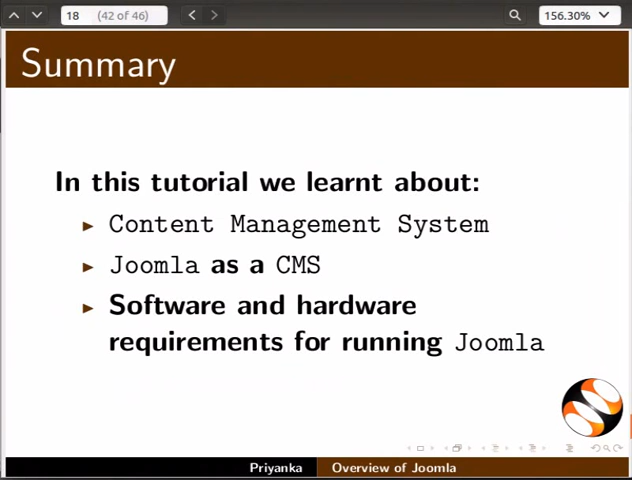 18 (42 of 46) 156.30%
Summary
In this tutorial we learnt about:
Content Management System
Joomla as a CMS
Software and hardware
requirements for running Joomla
Priyanka Overview of Joomla